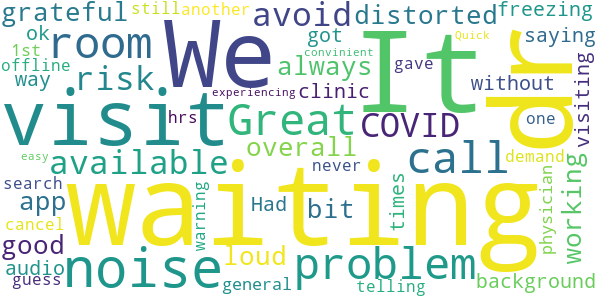 grateful still another avoid distorted freezing
ok room We It dr got saying
1st convinient Quick
offline risk always gave without visiting
way experiencing clinic
visit hrs Great COVID one
easy available overall never call demand
search waiting physician
app warning Had bit times working
cancel
good noise loud problem
audio background
guess general telling